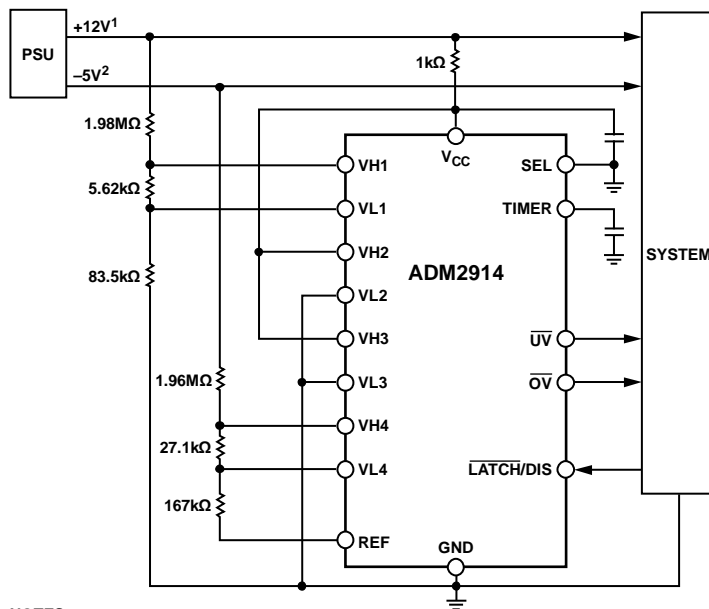 PSU
+12V1
–5V2
1kΩ
1.98MΩ
5.62kΩ
83.5kΩ
1.96MΩ
27.1kΩ
167kΩ
VCC
VH1
VL1
VH2
VL2
VH3
VL3
VH4
VL4
REF
GND
ADM2914
SEL
TIMER
UV
OV
LATCH/DIS
SYSTEM